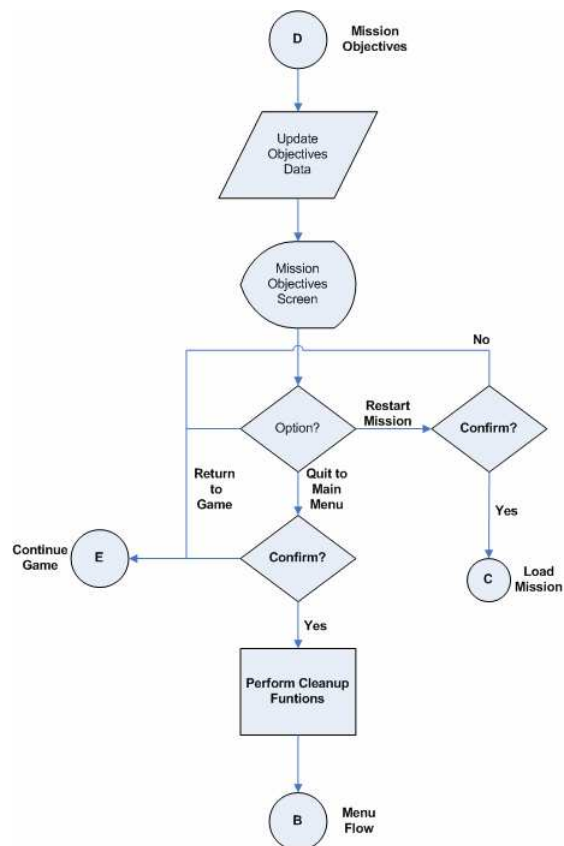 D
Mission
Objectives
Update
Objectives
Data
Mission
Objectives
Screen
No
Option?
Restart
Mission
Confirm?
Return
to
Game
Quit to
Main
Menu
Yes
Continue
Game
E
Confirm?
C
Load
Mission
Yes
Perform Cleanup
Funtions
B
Menu
Flow